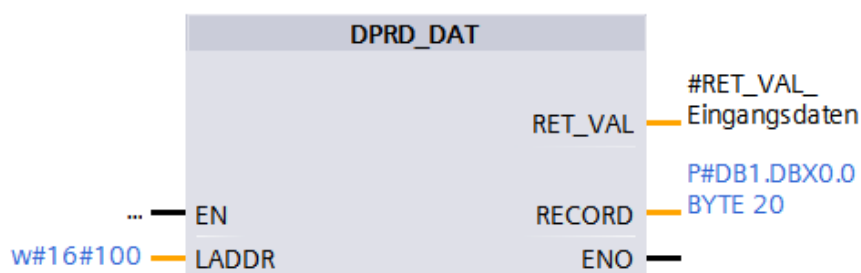 DPRD_DAT
#RET_VAL_
RET_VAL Eingangsdaten
P#DB1.DBX0.0
... EN RECORD BYTE 20
w#16#100 LADDR ENO